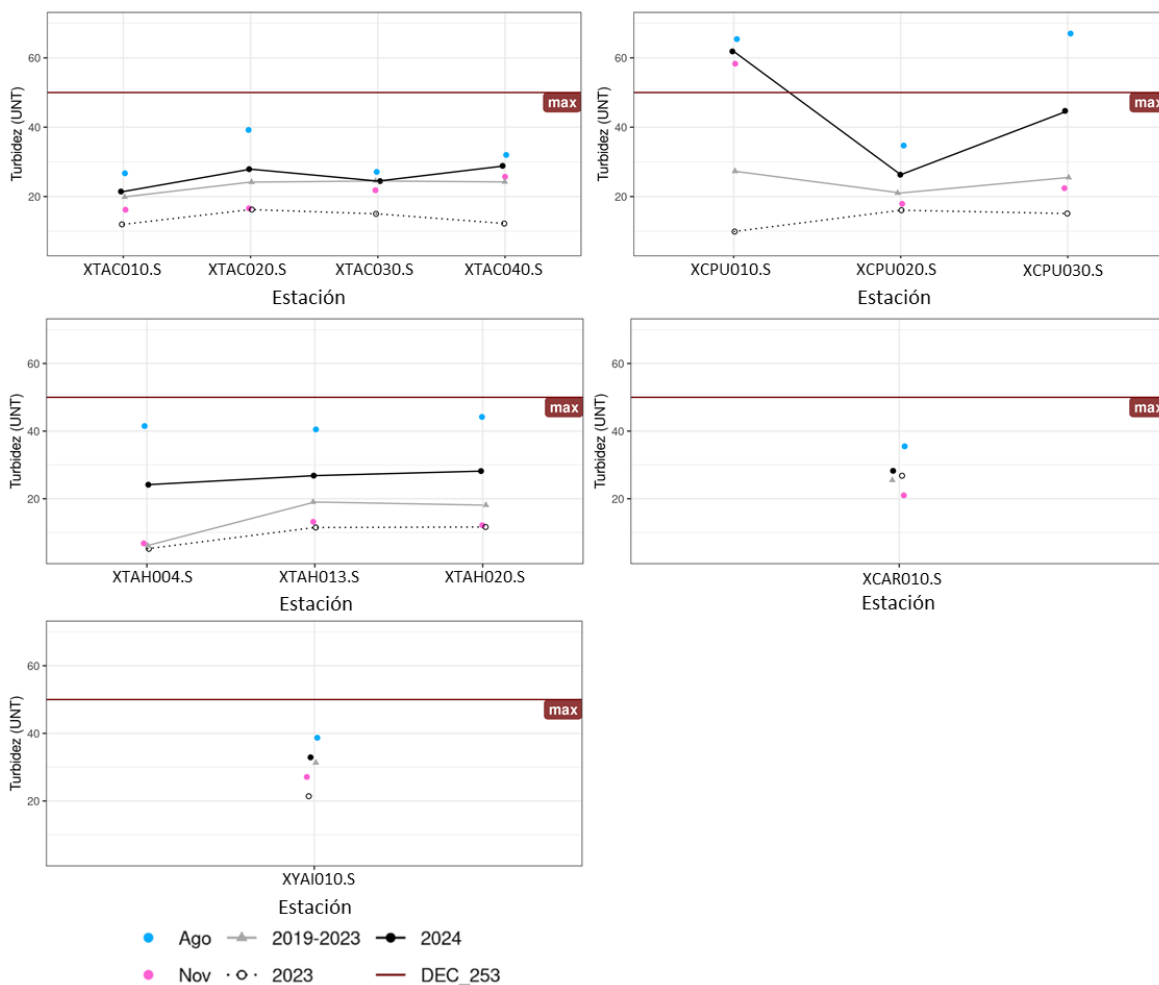 Turbidez (UNT)
60
40
20
max
XTAC010.S XTAC020.S XTAC030.S XTAC040.S
Estación
Turbidez (UNT)
60
40
20
max
XCPU010.S XCPU020.S XCPU030.S
Estación
Turbidez (UNT)
60
40
20
max
XTAH004.S XTAH013.S XTAH020.S
Estación
Turbidez (UNT)
60
40
20
max
XCAR010.S
Estación
Turbidez (UNT)
60
40
20
max
XYAI010.S
Estación
Ago 2019-2023 2024
Nov 2023 DEC_253